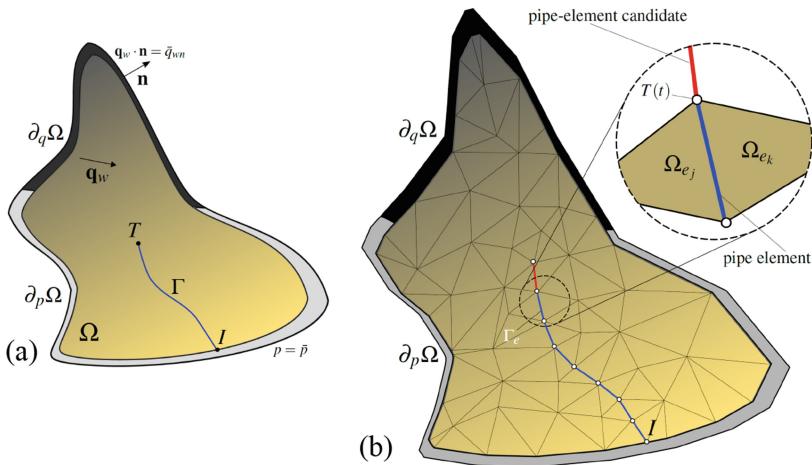 𝐪_w · 𝐧 = q̄_wn
𝐧
∂_qΩ
𝐪_w
T
Γ
∂_pΩ
Ω
I
p = p̄
(a)
pipe-element candidate
T(t)
Ω_e_j
Ω_e_k
pipe element
∂_qΩ
Γ_e
∂_pΩ
I
(b)